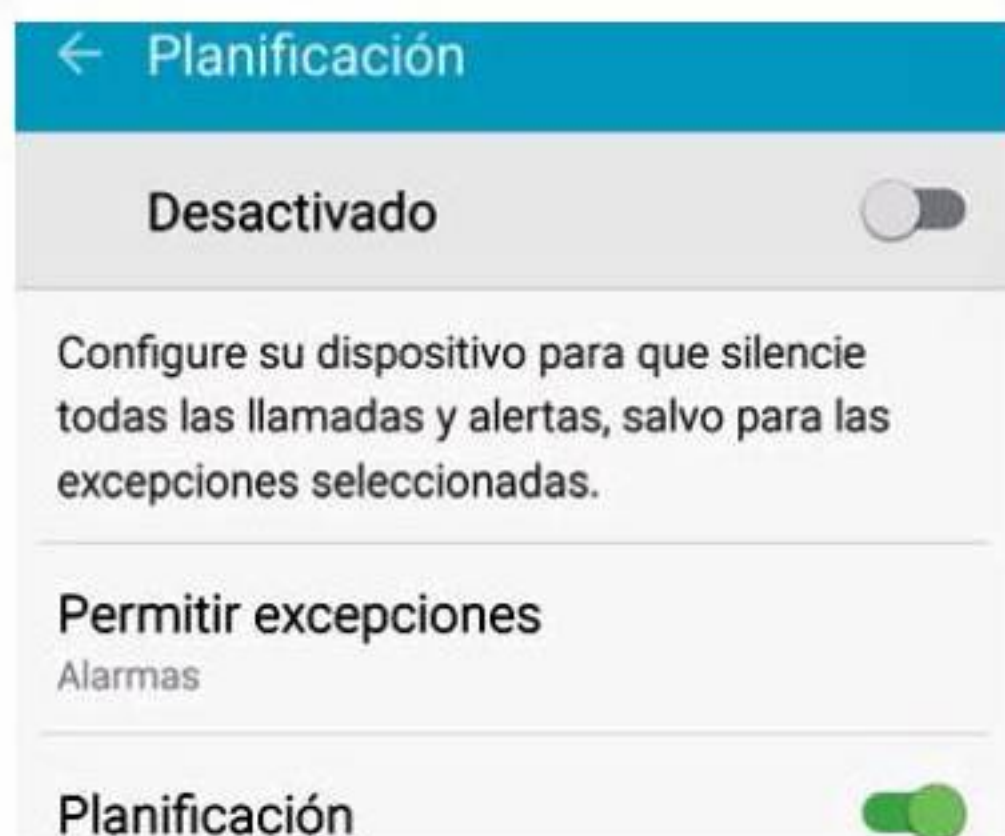 Planificación
Desactivado
Configure su dispositivo para que silencie
todas las llamadas y alertas, salvo para las
excepciones seleccionadas.
Permitir excepciones
Alarmas
Planificación